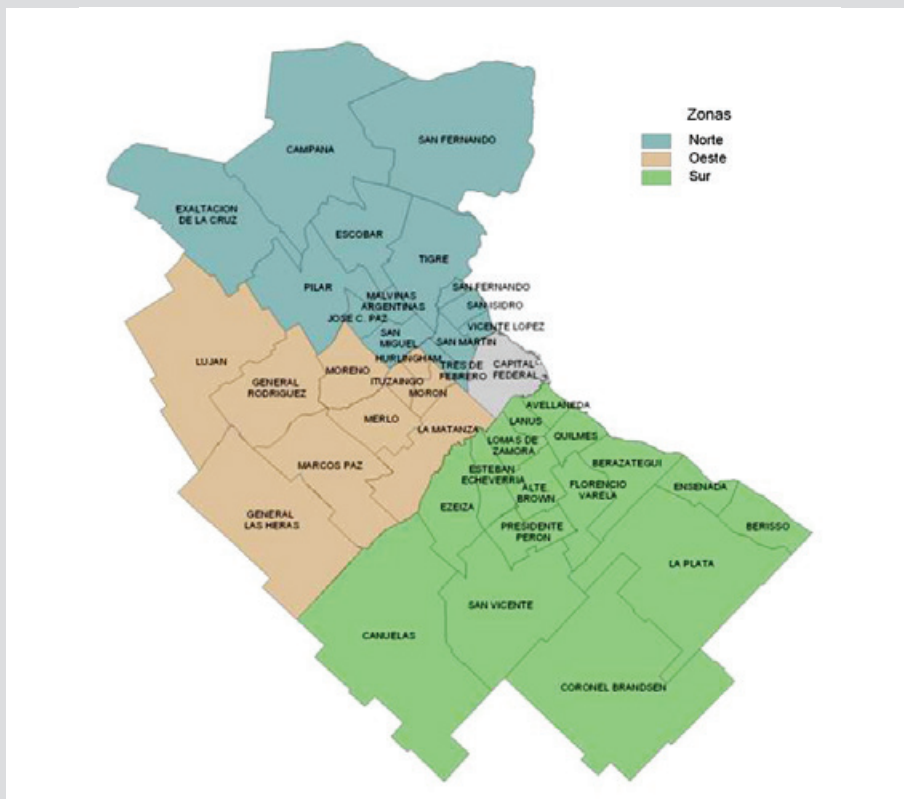 Zonas
Norte
Oeste
Sur
CAMPANA
SAN FERNANDO
EXALTACION
DE LA CRUZ
ESCOBAR
TIGRE
PILAR
SAN FERNANDO
MALVINAS
ARGENTINAS
SAN ISIDRO
JOSE C. PAZ
VICENTE LOPEZ
SAN
MIGUEL
SAN MARTIN
HURLINGHAM
TRES DE
FEBRERO
CAPITAL
FEDERAL
LUJAN
MORENO
GENERAL
RODRIGUEZ
ITUZAINGO
MORON
MERLO
LA MATANZA
AVELLANEDA
LANUS
LOMAS DE
ZAMORA
QUILMES
MARCOS PAZ
ESTEBAN
ECHEVERRIA
BERAZATEGUI
FLORENCIO
VARELA
ALTE.
BROWN
ENSENADA
EZEIZA
GENERAL
LAS HERAS
PRESIDENTE
PERON
BERISSO
LA PLATA
SAN VICENTE
CANUELAS
CORONEL BRANDSEN